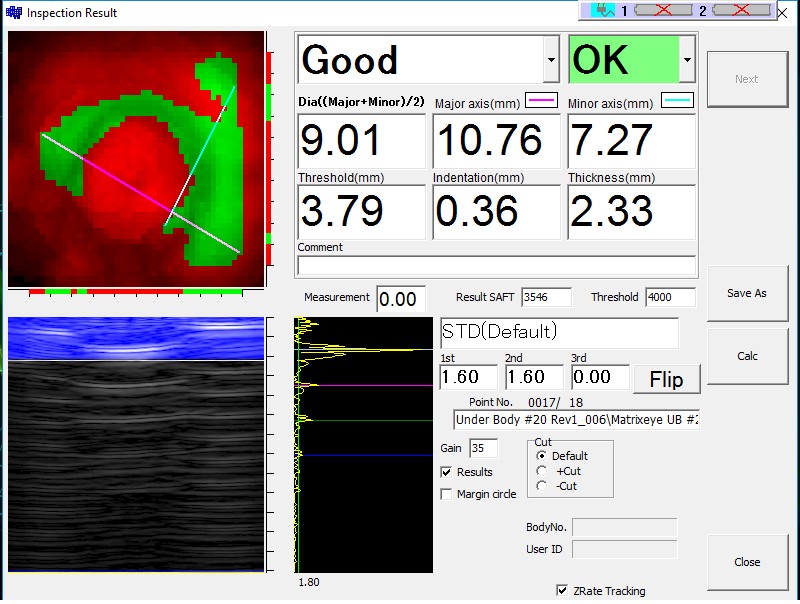 Inspection Result
1 2
Good OK
Next
Dia((Major+Minor)/2) Major axis(mm) Minor axis(mm)
9.01 10.76 7.27
Threshold(mm) Indentation(mm) Thickness(mm)
3.79 0.36 2.33
Comment
Measurement 0.00 Result SAFT 3546 Threshold 4000
Save As
STD(Default)
1st 2nd 3rd
1.60 1.60 0.00 Flip
Calc
Point No. 0017/ 18
Under Body #20 Rev1_006\Matrixeye UB #2
Gain 35
Cut
Default
+Cut
-Cut
Results
Margin circle
BodyNo.
User ID
Close
1.80
ZRate Tracking